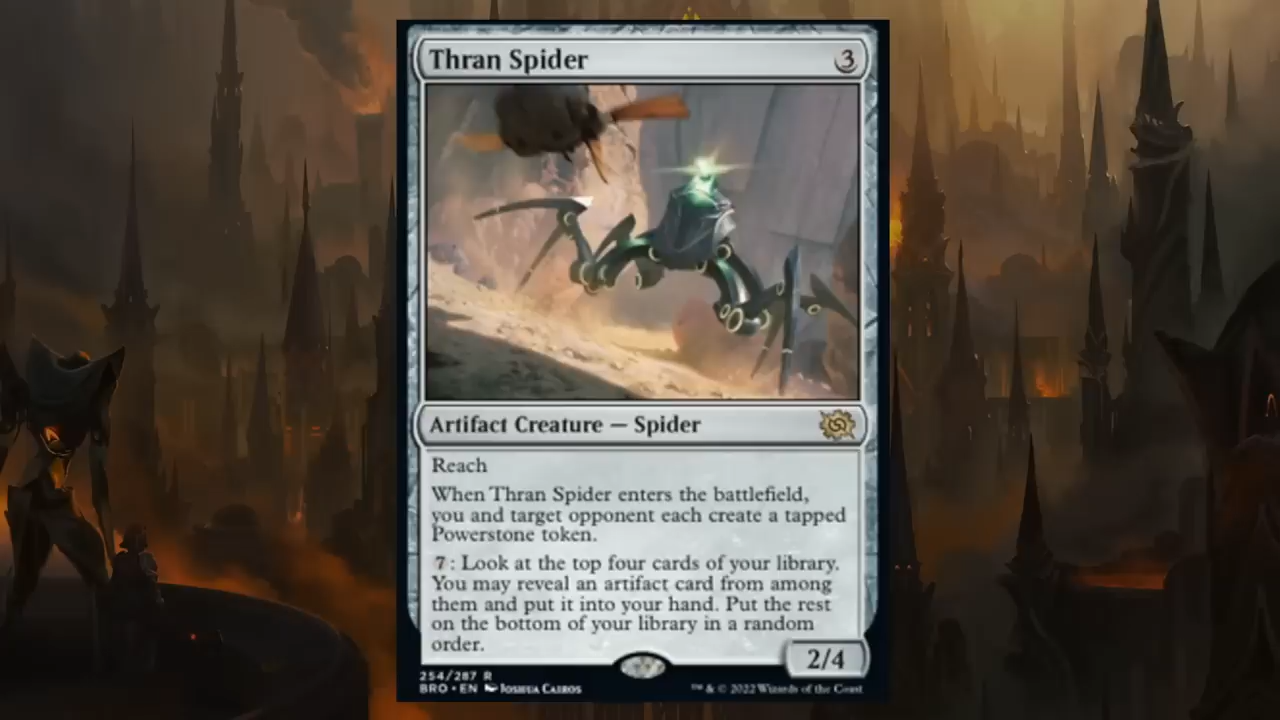 Thran Spider 3
Artifact Creature — Spider
Reach
When Thran Spider enters the battlefield,
you and target opponent each create a tapped
Powerstone token.
7: Look at the top four cards of your library.
You may reveal an artifact card from among
them and put it into your hand. Put the rest
on the bottom of your library in a random
order.
2/4
254/287 R
BRO • EN Joshua Cairos
™ & © 2022 Wizards of the Coast